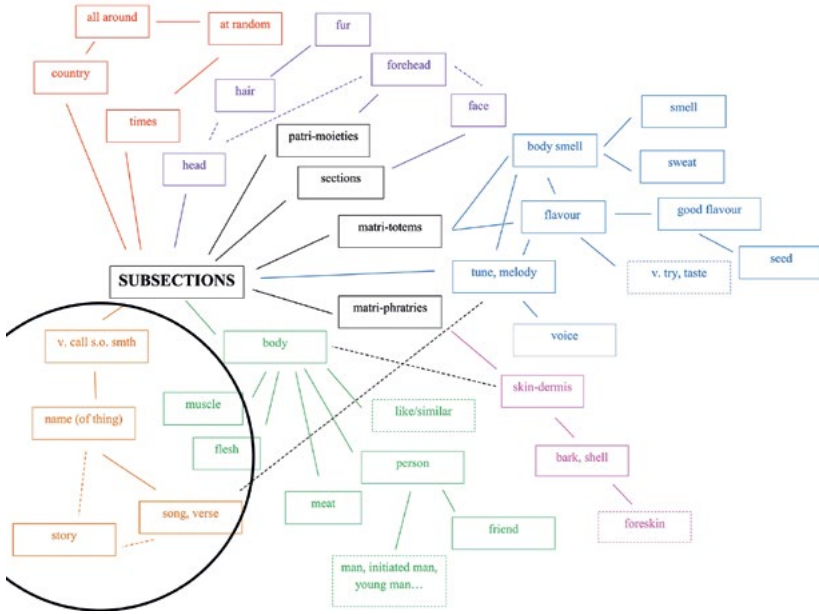 all around
at random
fur
country
hair
forehead
times
face
smell
patri-moieties
body smell
head
sweat
sections
flavour
good flavour
matri-totems
SUBSECTIONS
tune, melody
v. try, taste
seed
matri-phratries
v. call s.o. smth
body
voice
skin-dermis
muscle
like/similar
name (of thing)
flesh
bark, shell
person
meat
song, verse
foreskin
story
friend
man, initiated man,
young man…